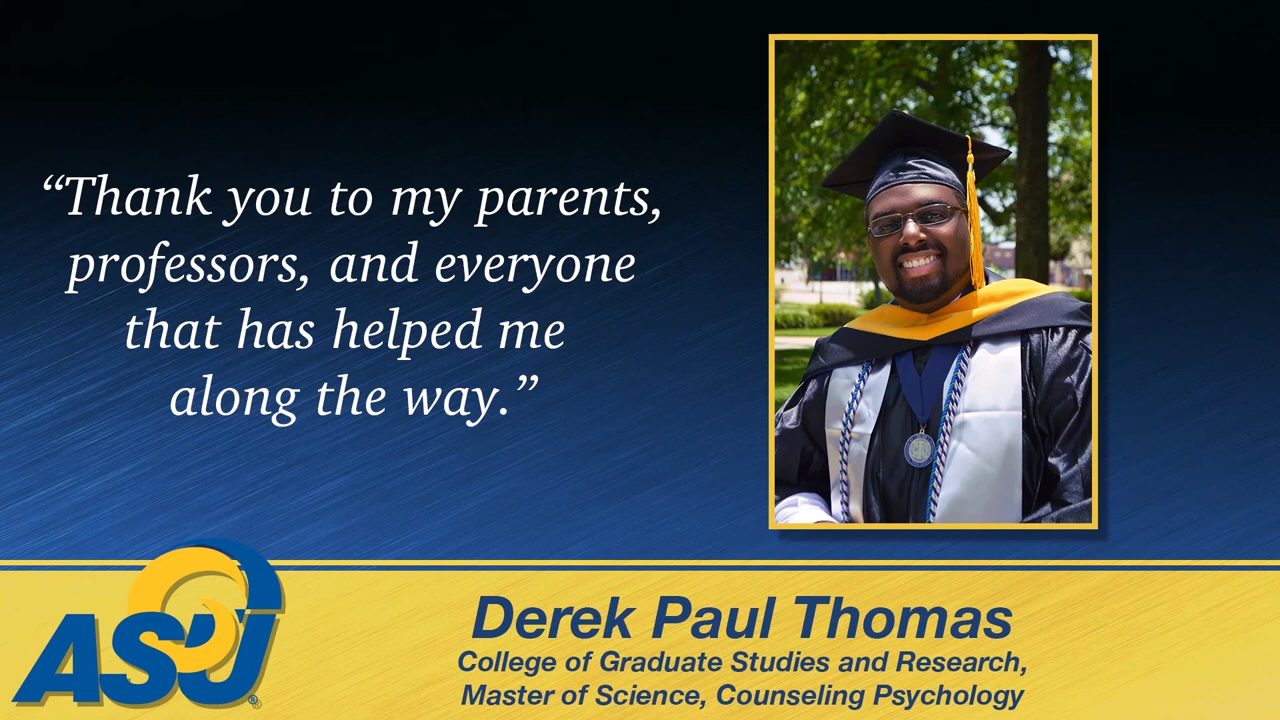 “Thank you to my parents,
professors, and everyone
that has helped me
along the way.”
ASU®
Derek Paul Thomas
College of Graduate Studies and Research,
Master of Science, Counseling Psychology